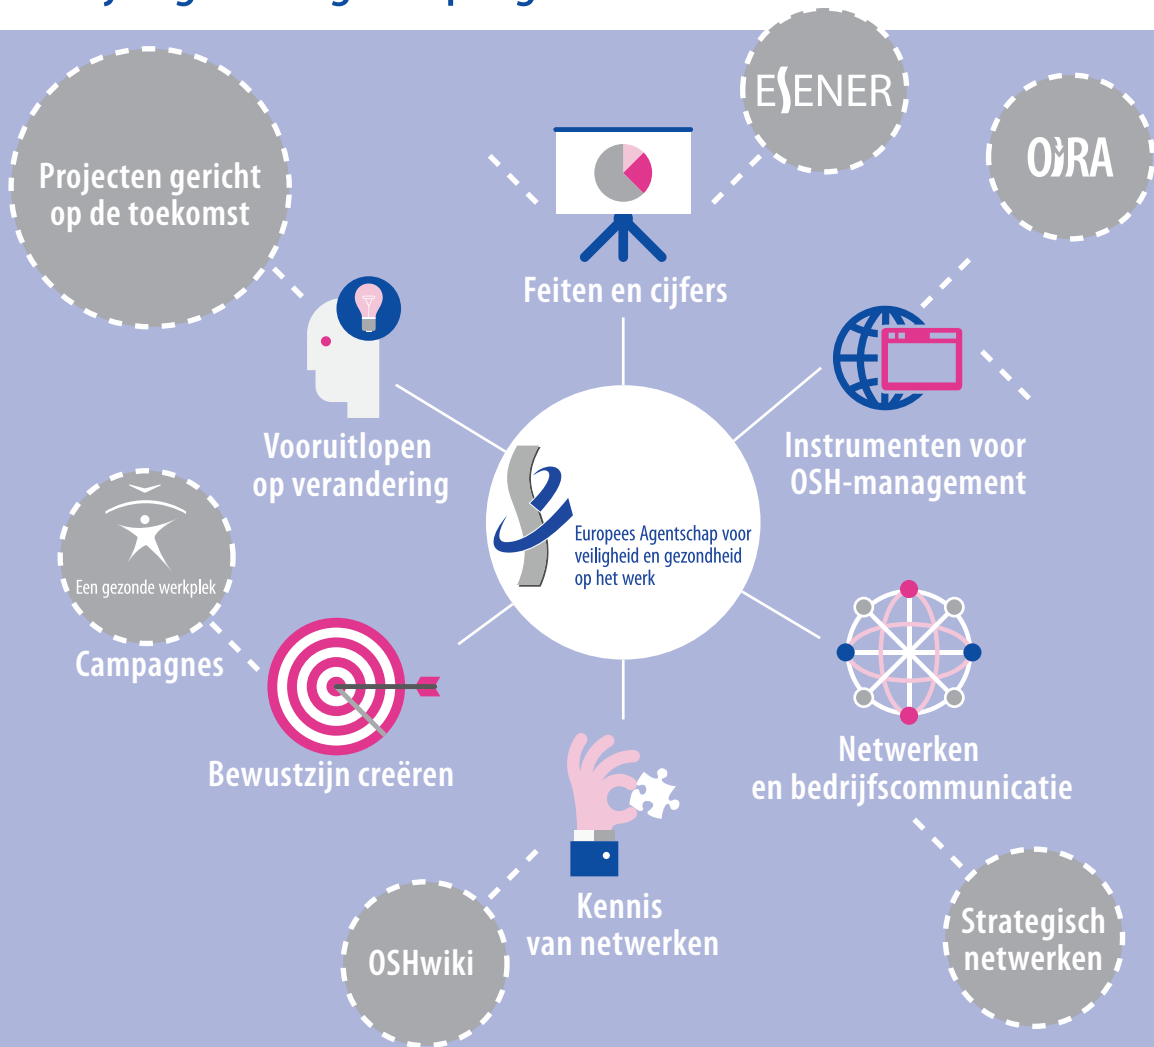 ESENER
OiRA
Projecten gericht
op de toekomst
Feiten en cijfers
Vooruitlopen
op verandering
Instrumenten voor
OSH-management
Europees Agentschap voor
veiligheid en gezondheid
op het werk
Een gezonde werkplek
Campagnes
Bewustzijn creëren
Netwerken
en bedrijfscommunicatie
Kennis
van netwerken
OSHwiki
Strategisch
netwerken